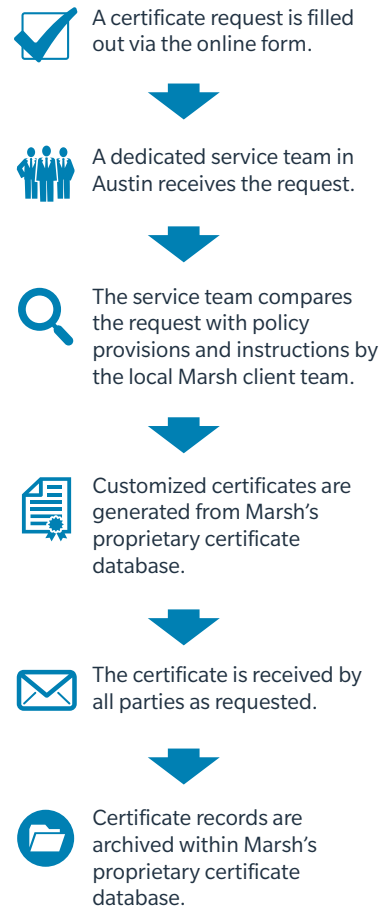 A certificate request is filled
out via the online form.
A dedicated service team in
Austin receives the request.
The service team compares
the request with policy
provisions and instructions by
the local Marsh client team.
Customized certificates are
generated from Marsh’s
proprietary certificate
database.
The certificate is received by
all parties as requested.
Certificate records are
archived within Marsh’s
proprietary certificate
database.